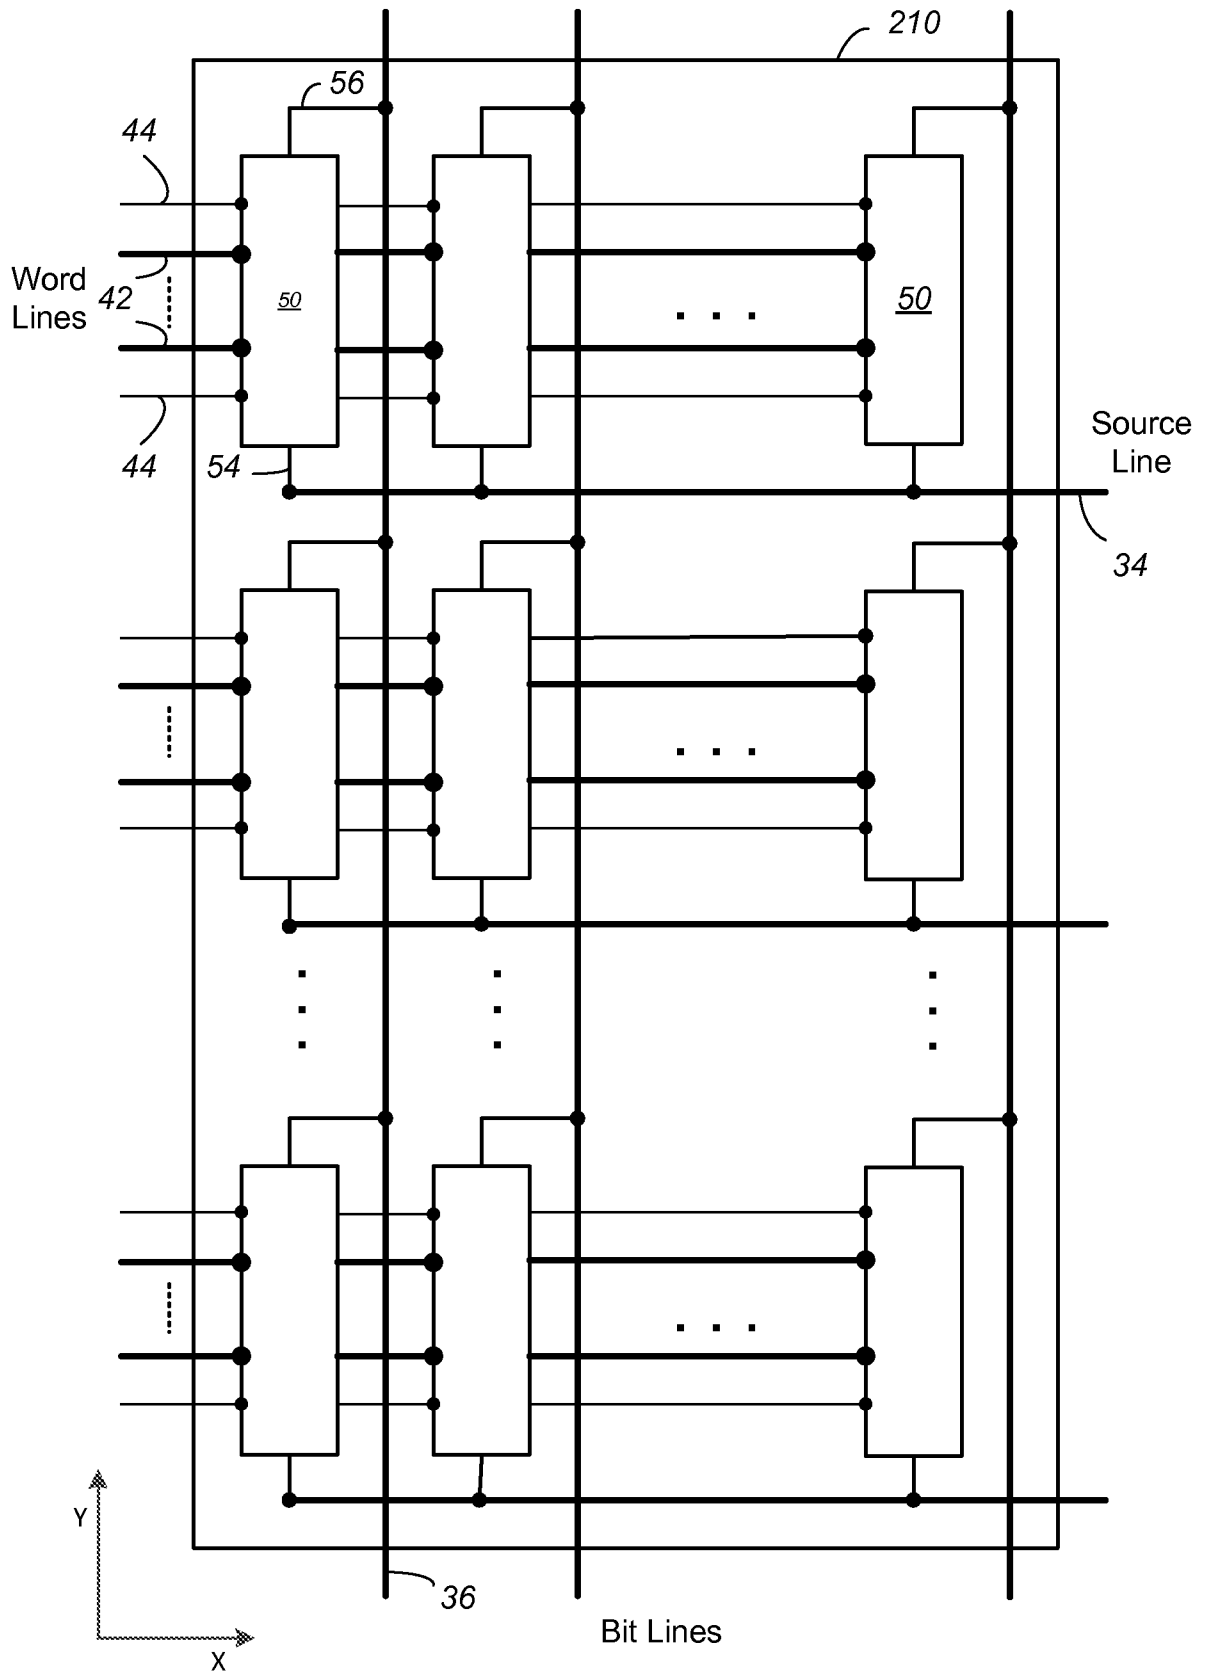 210
56
44
Word
Lines
42
50
. . .
50
44
54
Source
Line
34
. . .
. . .
Y
X
36
Bit Lines